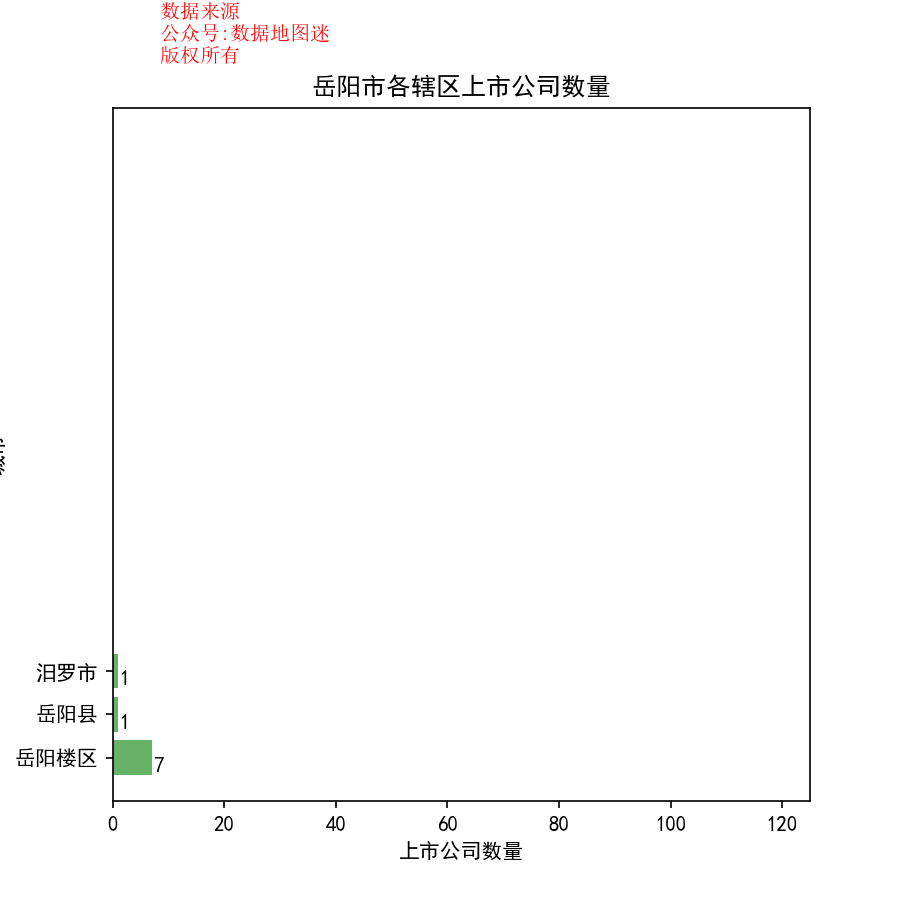 数据来源
公众号:数据地图迷
版权所有
岳阳市各辖区上市公司数量
汨罗市
1
岳阳县
1
岳阳楼区
7
0 20 40 60 80 100 120
上市公司数量